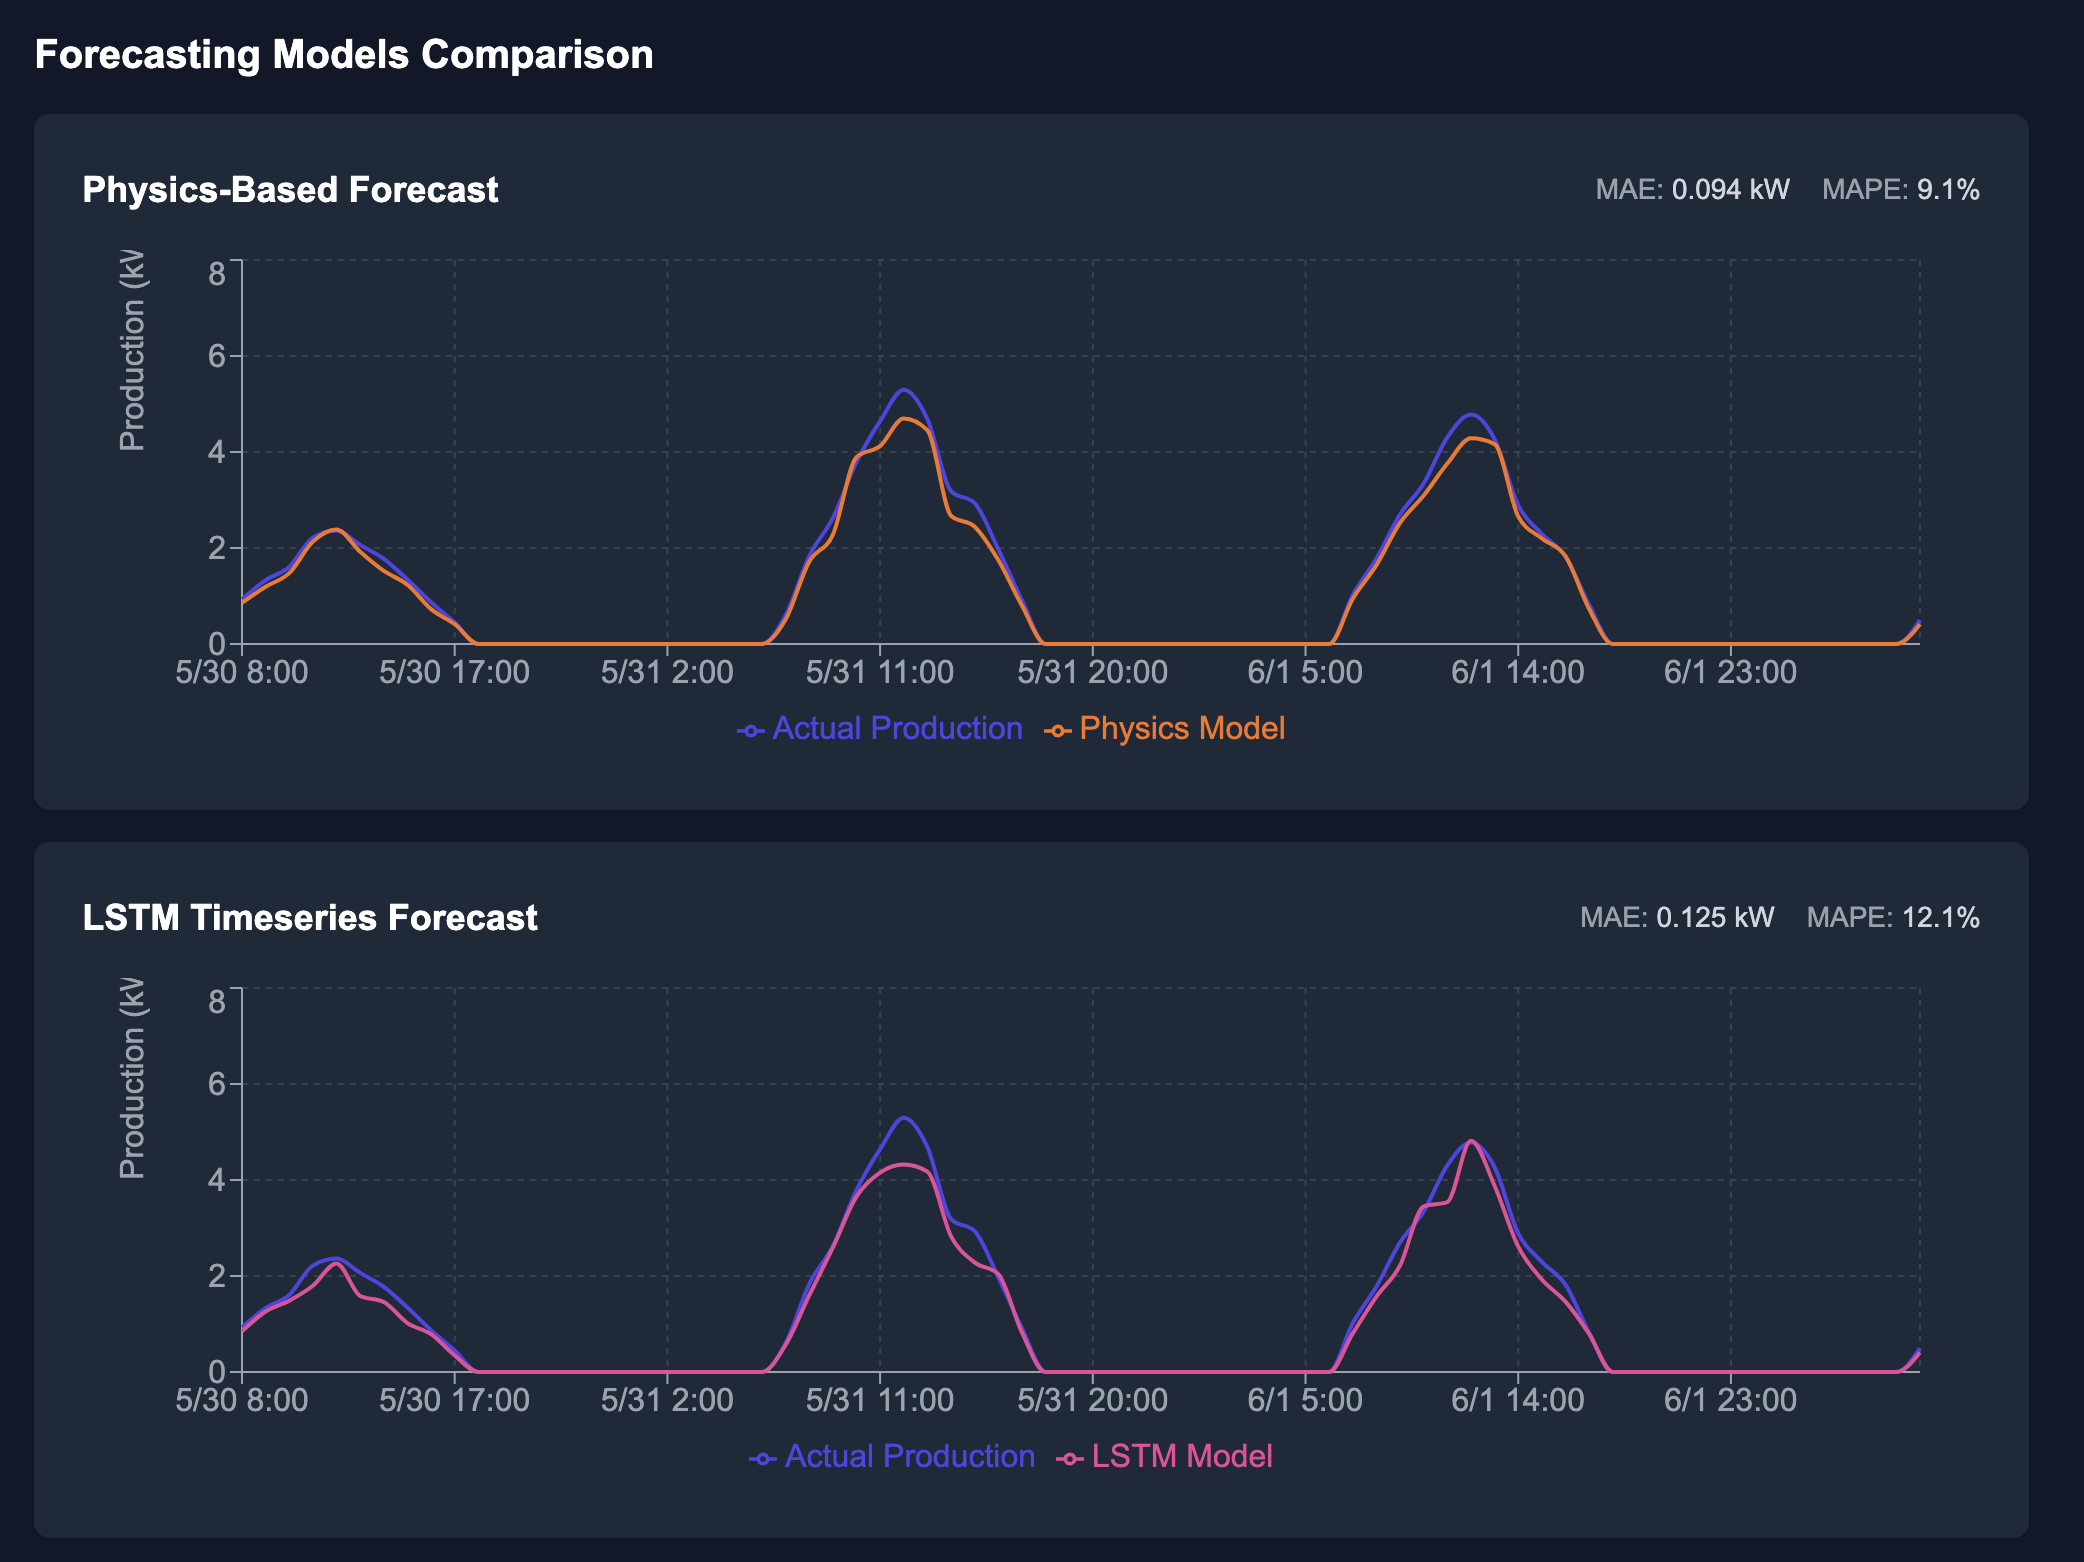 Forecasting Models Comparison
Physics-Based Forecast
MAE: 0.094 kW MAPE: 9.1%
Production (kW
8
6
4
2
0
5/30 8:00 5/30 17:00 5/31 2:00 5/31 11:00 5/31 20:00 6/1 5:00 6/1 14:00 6/1 23:00
Actual Production Physics Model
LSTM Timeseries Forecast
MAE: 0.125 kW MAPE: 12.1%
Production (kW
8
6
4
2
0
5/30 8:00 5/30 17:00 5/31 2:00 5/31 11:00 5/31 20:00 6/1 5:00 6/1 14:00 6/1 23:00
Actual Production LSTM Model